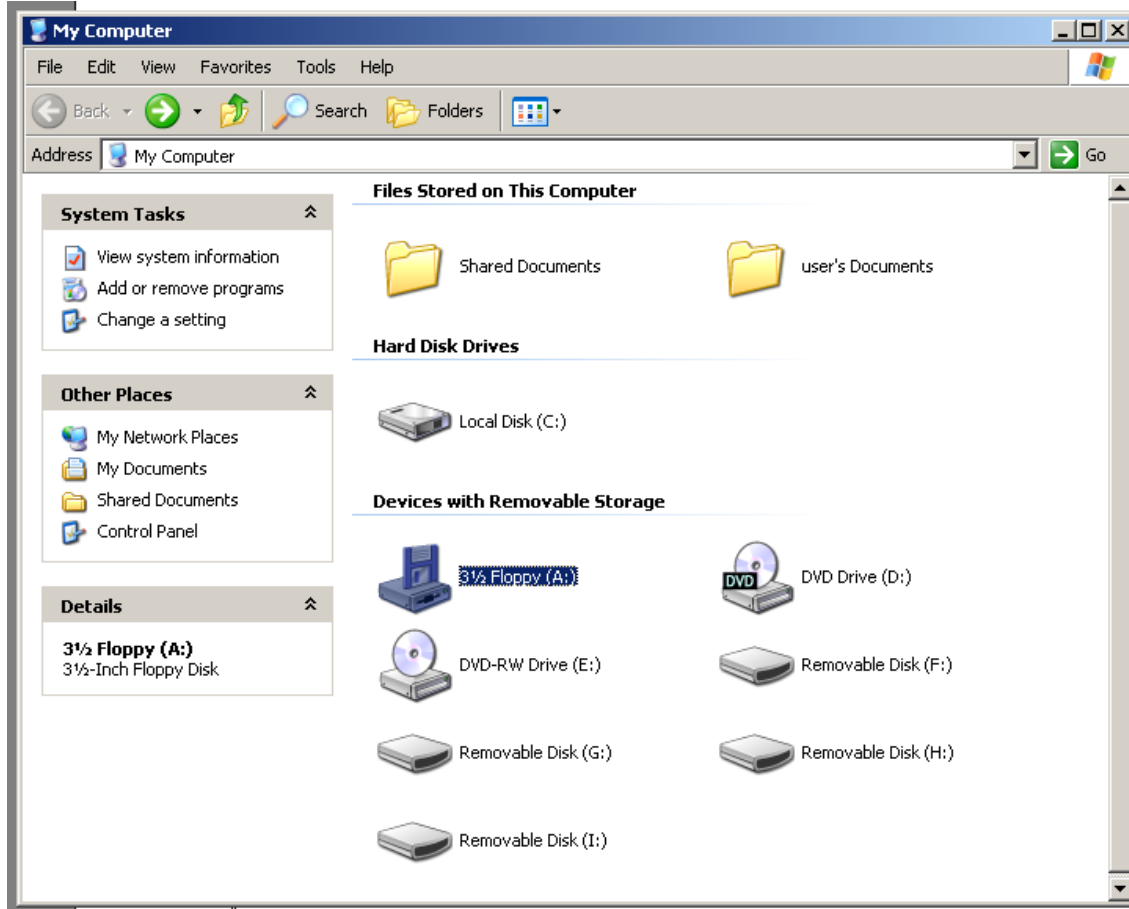 My Computer
File Edit View Favorites Tools Help
Back Search Folders
Address My Computer Go
System Tasks
View system information
Add or remove programs
Change a setting
Other Places
My Network Places
My Documents
Shared Documents
Control Panel
Details
3½ Floppy (A:)
3½-Inch Floppy Disk
Files Stored on This Computer
Shared Documents
user's Documents
Hard Disk Drives
Local Disk (C:)
Devices with Removable Storage
3½ Floppy (A:)
DVD
DVD Drive (D:)
DVD-RW Drive (E:)
Removable Disk (F:)
Removable Disk (G:)
Removable Disk (H:)
Removable Disk (I:)